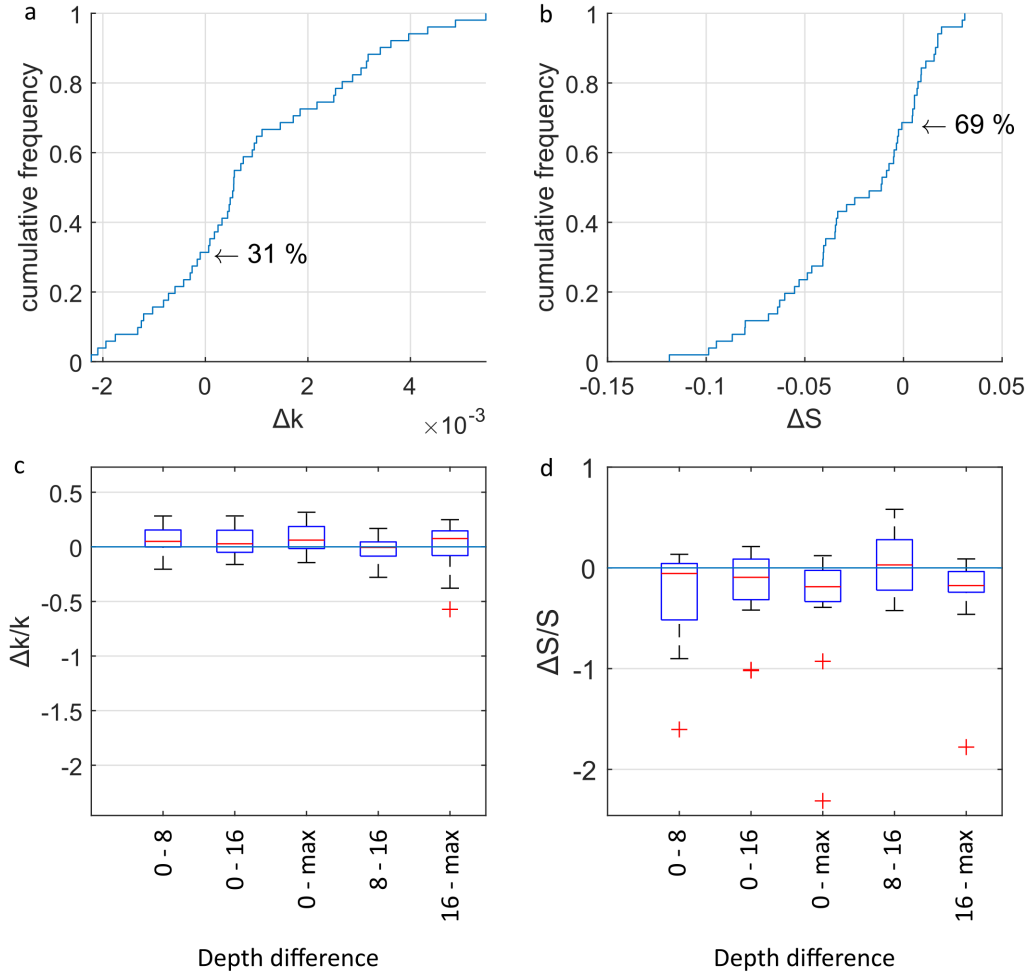 a
cumulative frequency
1
0.8
0.6
0.4
0.2
0
← 31 %
-2
0
2
4
Δk
×10⁻³
b
cumulative frequency
1
0.8
0.6
0.4
0.2
0
← 69 %
-0.15
-0.1
-0.05
0
0.05
ΔS
c
Δk/k
0.5
0
-0.5
-1
-1.5
-2
0 - 8
0 - 16
0 - max
8 - 16
16 - max
Depth difference
d
ΔS/S
1
0
-1
-2
0 - 8
0 - 16
0 - max
8 - 16
16 - max
Depth difference